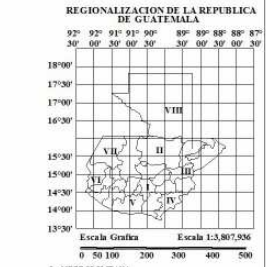 REGIONALIZACION DE LA REPUBLICA
DE GUATEMALA
92° 92° 91° 91° 90° 89° 89° 88° 88° 87°
30' 00' 30' 00' 30' 30' 00' 30' 00' 30'
18°00'
17°30'
17°00'
VIII
15°30'
VII
II
15°00'
VI
III
14°30'
I
14°00'
V
IV
13°30'
Escala Grafica Escala 1:3,807,936
0 50 100 200 300 400 500